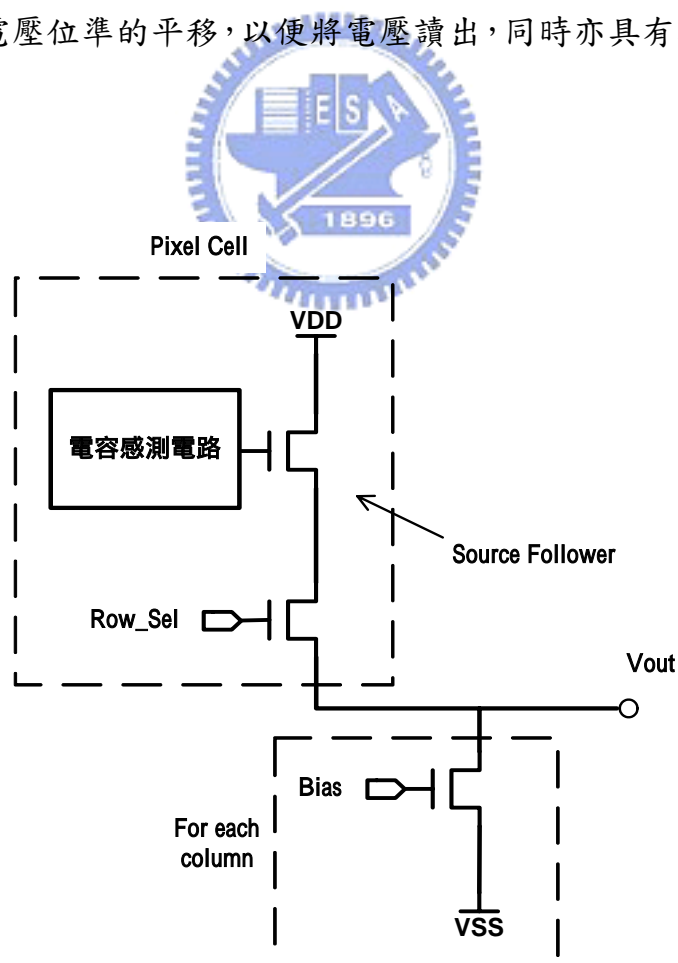 電壓位準的平移，以便將電壓讀出，同時亦具有
E S A
1896
Pixel Cell
VDD
電容感測電路
Source Follower
Row_Sel
Vout
Bias
For each
column
VSS